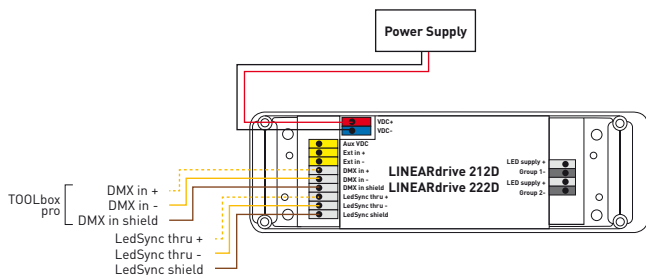 Power Supply
VDC+
VDC-
Aux VDC
Ext in +
Ext in -
DMX in +
DMX in -
DMX in shield
LedSync thru +
LedSync thru -
LedSync shield
LINEARdrive 212D
LINEARdrive 222D
LED supply +
Group 1-
LED supply +
Group 2-
TOOLbox
pro
DMX in +
DMX in -
DMX in shield
LedSync thru +
LedSync thru -
LedSync shield